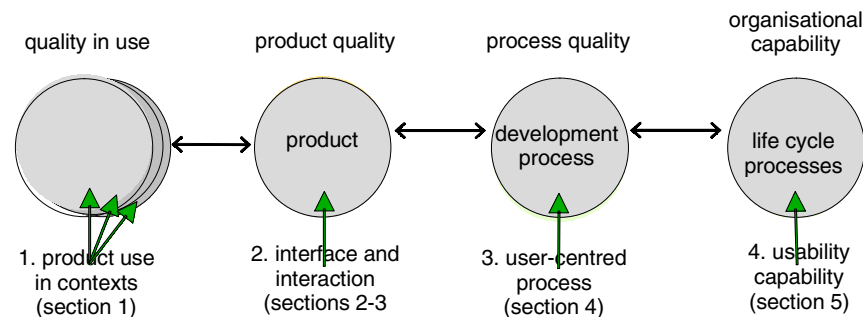 quality in use
product quality
process quality
organisational
capability
product
development
process
life cycle
processes
1. product use
in contexts
(section 1)
2. interface and
interaction
(sections 2-3
3. user-centred
process
(section 4)
4. usability
capability
(section 5)